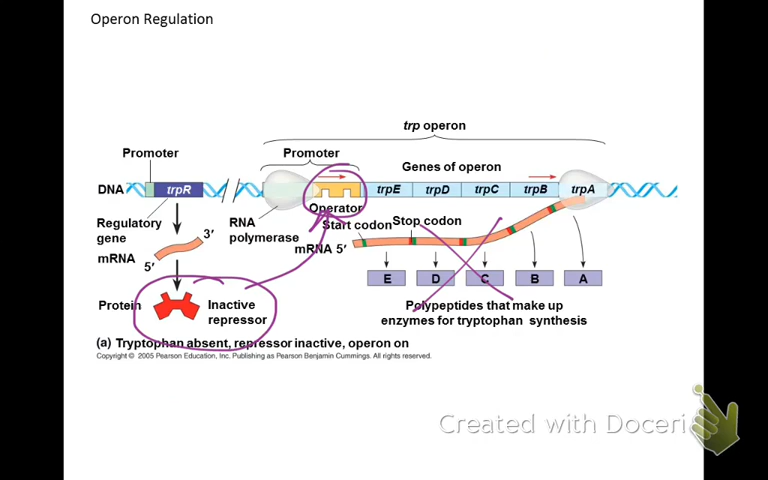 Operon Regulation
trp operon
Promoter
Promoter
Genes of operon
DNA
trpR
trpE
trpD
trpC
trpB
trpA
Operator
Regulatory
gene
RNA
polymerase
Start codon
Stop codon
mRNA
3'
5'
mRNA 5'
E
D
C
B
A
Protein
Inactive
repressor
Polypeptides that make up
enzymes for tryptophan synthesis
(a) Tryptophan absent, repressor inactive, operon on
Copyright © 2005 Pearson Education, Inc. Publishing as Pearson Benjamin Cummings. All rights reserved.
Created with Doceri